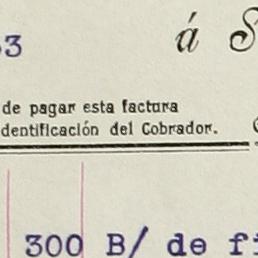 3 á S
de pagar esta factura
dentificación del Cobrador.
300 B/ de fi